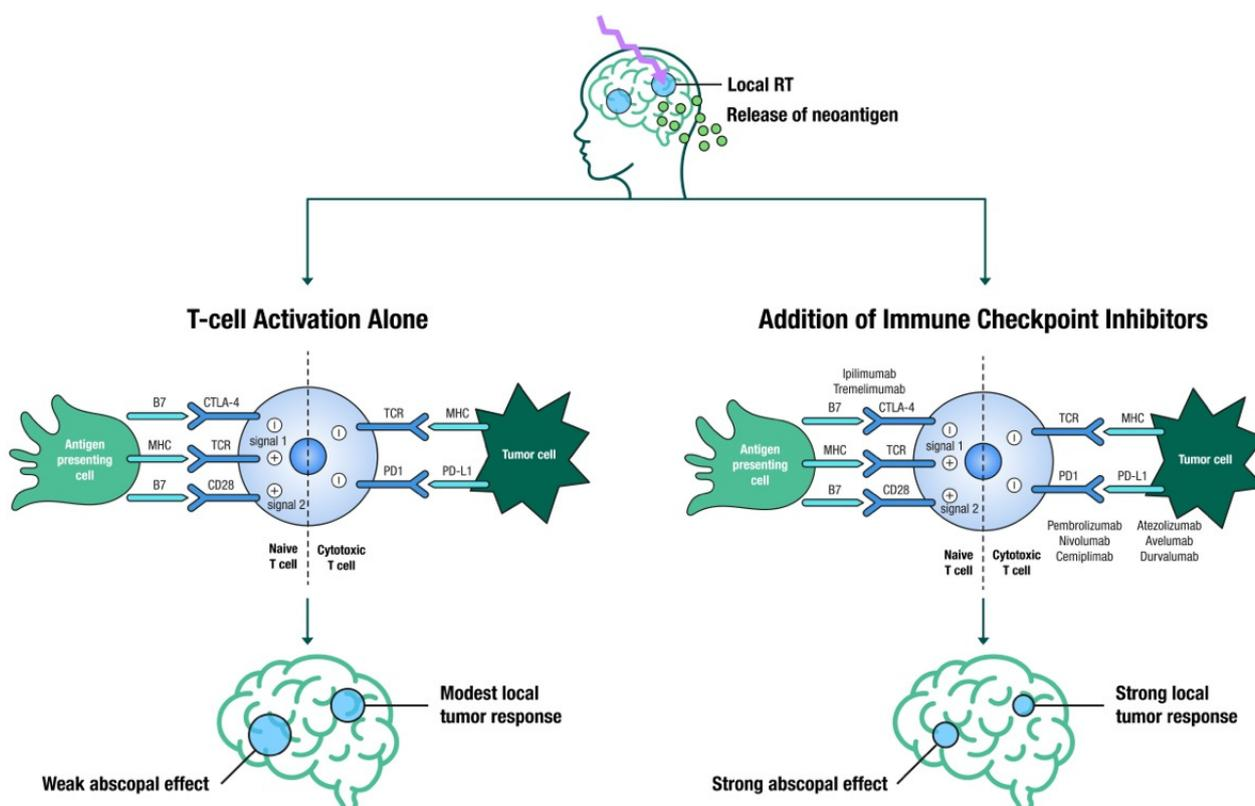 Local RT
Release of neoantigen
T-cell Activation Alone
B7
CTLA-4
MHC
TCR
B7
CD28
Antigen
presenting
cell
signal 1
signal 2
I
+
+
I
I
TCR
MHC
PD1
PD-L1
Tumor cell
Naive
T cell
Cytotoxic
T cell
Modest local
tumor response
Weak abscopal effect
Addition of Immune Checkpoint Inhibitors
Ipilimumab
Tremelimumab
B7
CTLA-4
MHC
TCR
B7
CD28
Antigen
presenting
cell
signal 1
signal 2
I
+
+
I
I
TCR
MHC
PD1
PD-L1
Tumor cell
Naive
T cell
Cytotoxic
T cell
Pembrolizumab
Nivolumab
Cemiplimab
Atezolizumab
Avelumab
Durvalumab
Strong local
tumor response
Strong abscopal effect